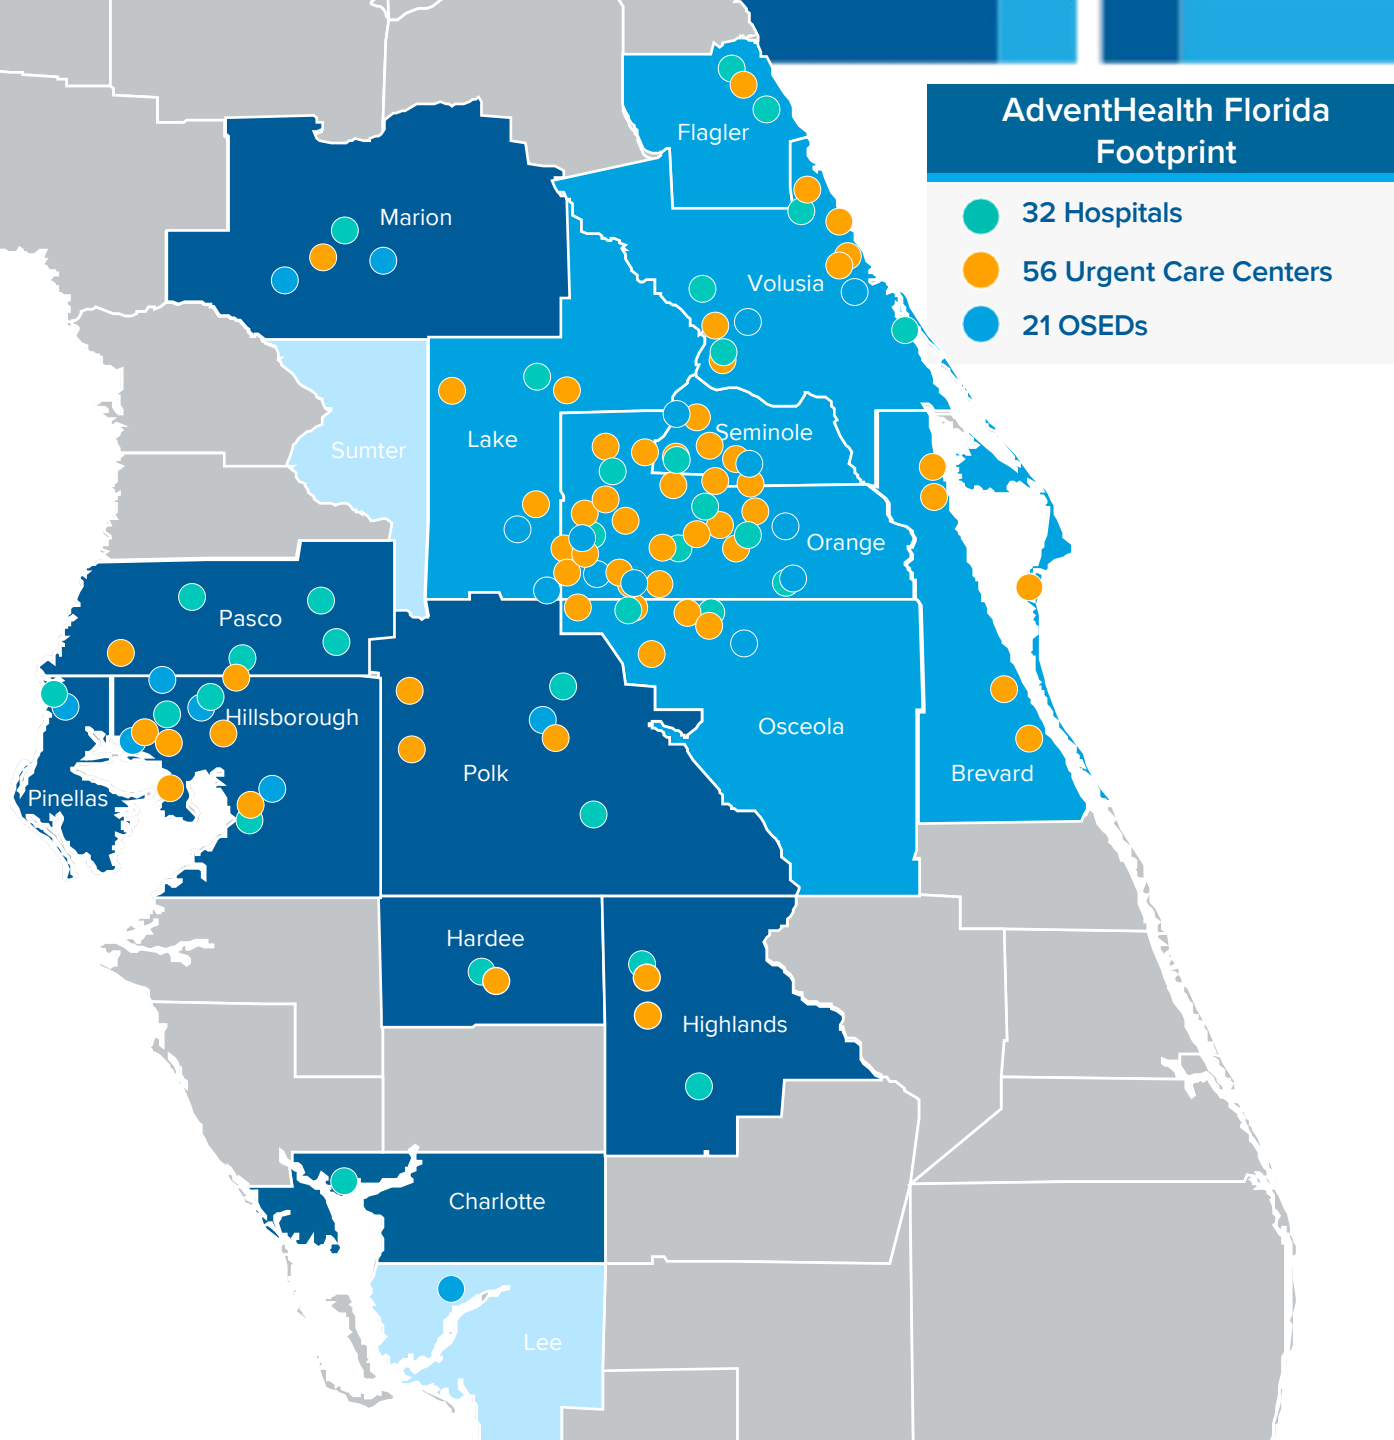 AdventHealth Florida
Footprint
32 Hospitals
56 Urgent Care Centers
21 OSEDs
Flagler
Marion
Volusia
Seminole
Lake
Sumter
Orange
Pasco
Hillsborough
Osceola
Polk
Brevard
Pinellas
Hardee
Highlands
Charlotte
Lee